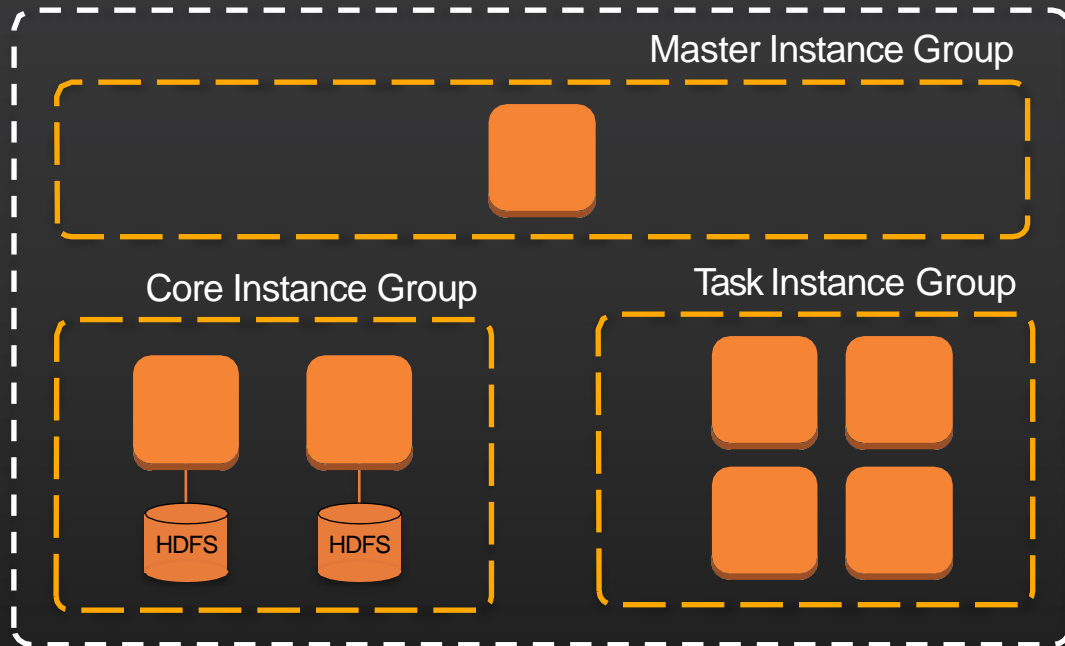 Master Instance Group
Core Instance Group
Task Instance Group
HDFS
HDFS